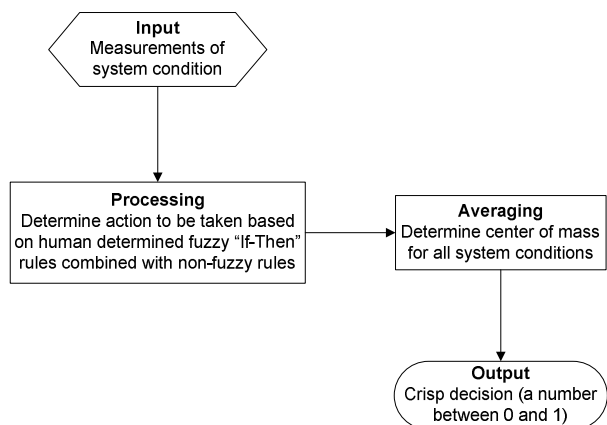 Input
Measurements of
system condition
Processing
Determine action to be taken based
on human determined fuzzy “If-Then”
rules combined with non-fuzzy rules
Averaging
Determine center of mass
for all system conditions
Output
Crisp decision (a number
between 0 and 1)